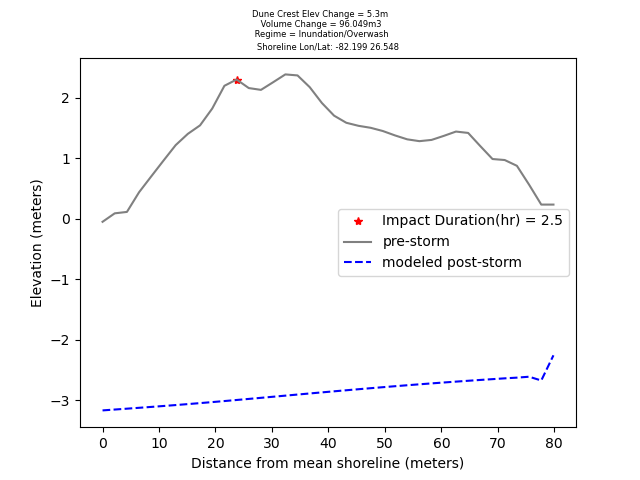 Dune Crest Elev Change = 5.3m
Volume Change = 96.049m3
Regime = Inundation/Overwash
Shoreline Lon/Lat: -82.199 26.548
2
1
0
−1
−2
−3
Elevation (meters)
Impact Duration(hr) = 2.5
pre-storm
modeled post-storm
0 10 20 30 40 50 60 70 80
Distance from mean shoreline (meters)